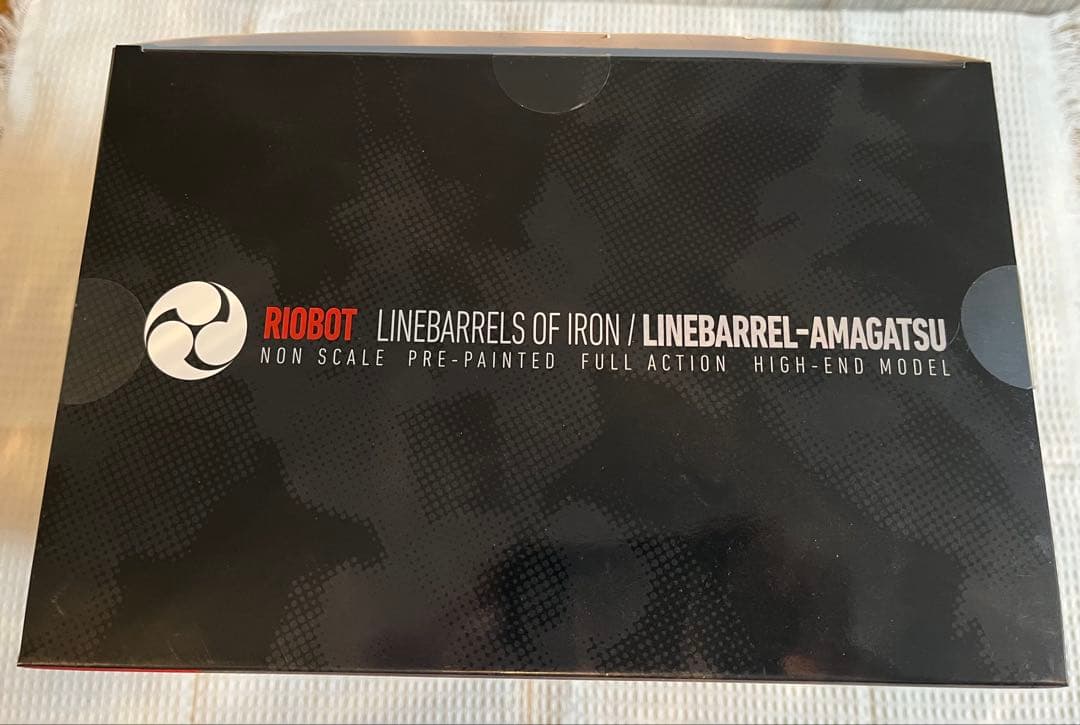 RIOBOT LINEBARRELS OF IRON / LINEBARREL-AMAGATSU
NON SCALE PRE-PAINTED FULL ACTION HIGH-END MODEL